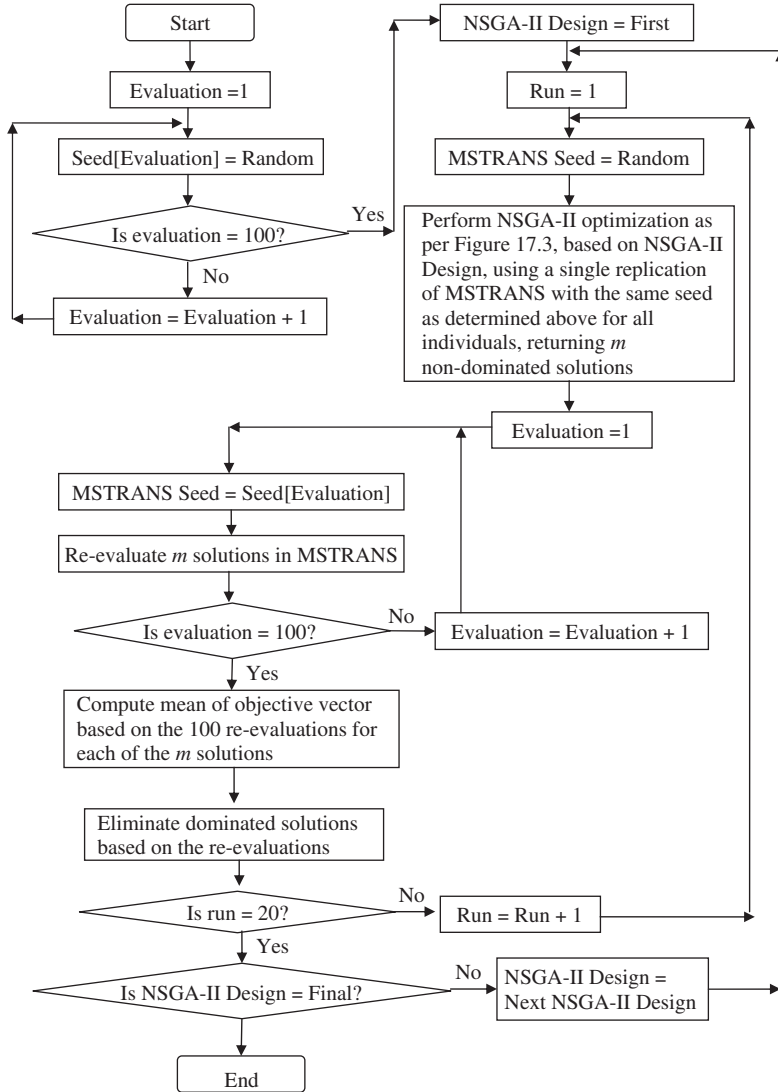 Start
Evaluation =1
Seed[Evaluation] = Random
Is evaluation = 100?
Yes
No
Evaluation = Evaluation + 1
NSGA-II Design = First
Run = 1
MSTRANS Seed = Random
Perform NSGA-II optimization as
per Figure 17.3, based on NSGA-II
Design, using a single replication
of MSTRANS with the same seed
as determined above for all
individuals, returning m
non-dominated solutions
Evaluation =1
MSTRANS Seed = Seed[Evaluation]
Re-evaluate m solutions in MSTRANS
Is evaluation = 100?
No
Evaluation = Evaluation + 1
Yes
Compute mean of objective vector
based on the 100 re-evaluations for
each of the m solutions
Eliminate dominated solutions
based on the re-evaluations
Is run = 20?
No
Run = Run + 1
Yes
Is NSGA-II Design = Final?
No
NSGA-II Design =
Next NSGA-II Design
End